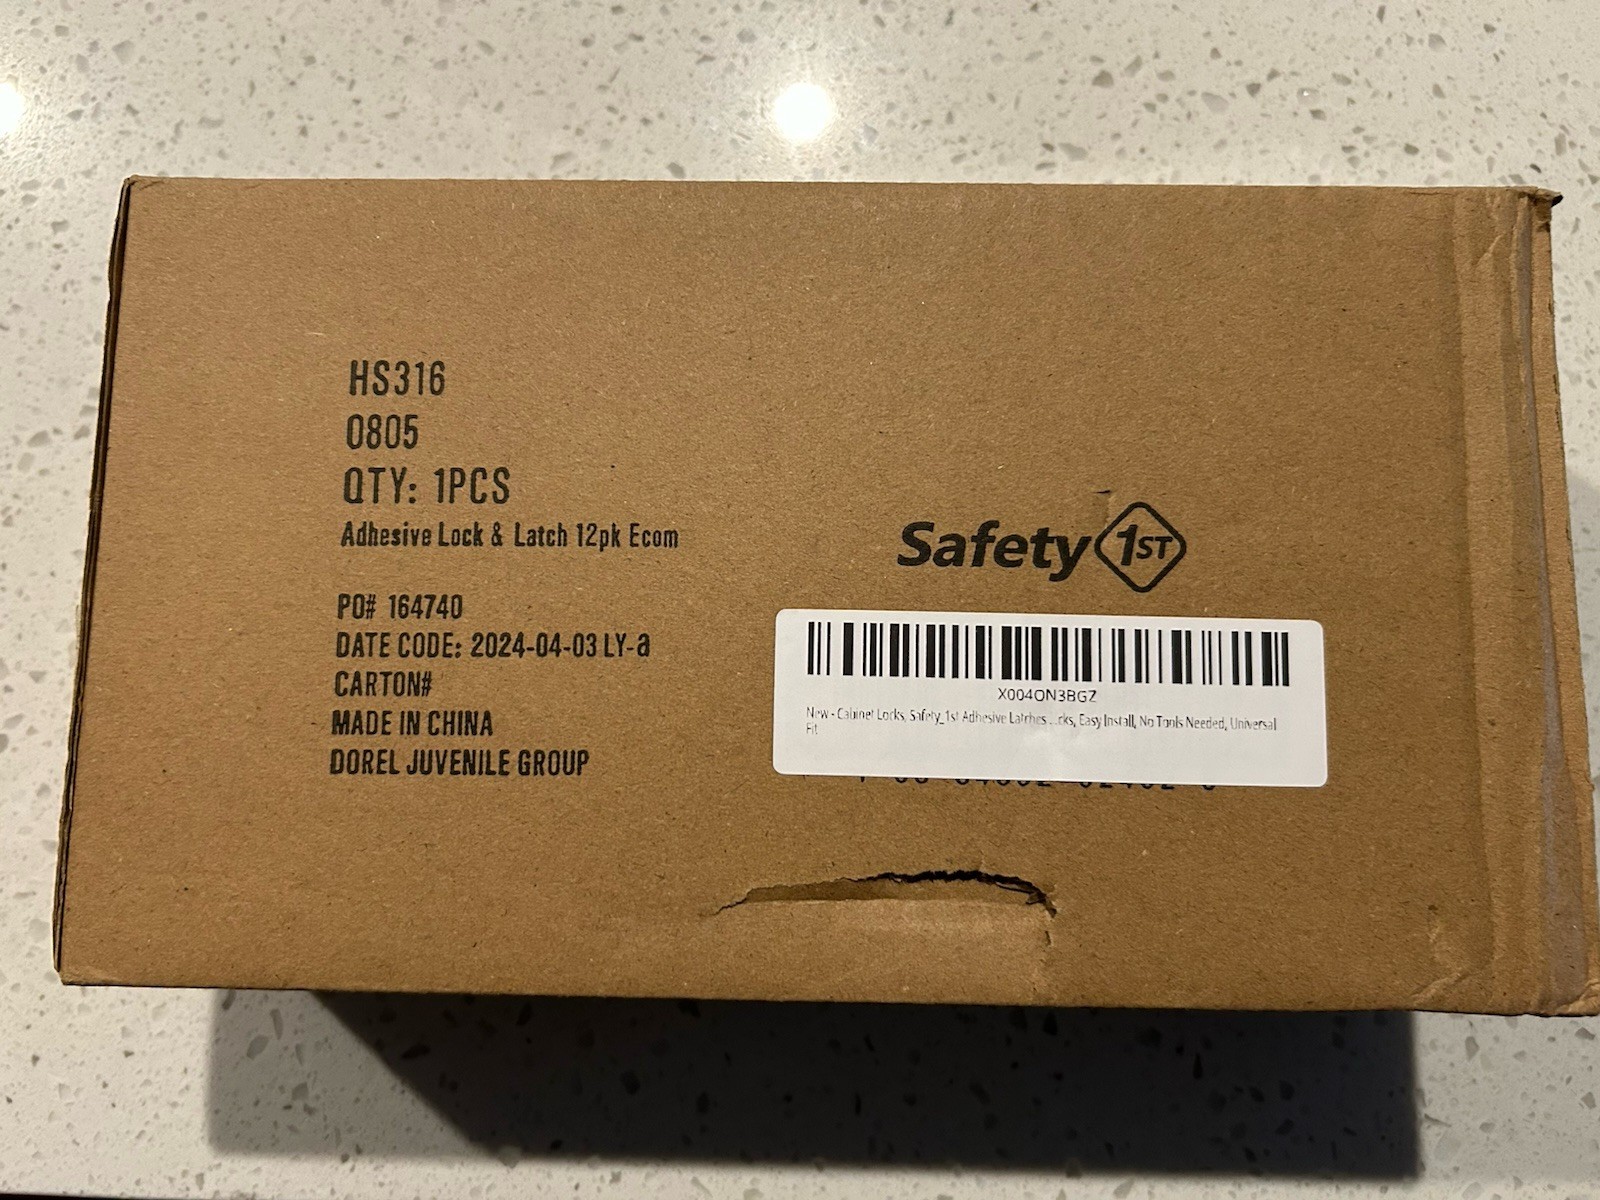 HS316
0805
QTY: 1PCS
Adhesive Lock & Latch 12pk Ecom
PO# 164740
DATE CODE: 2024-04-03 LY-a
CARTON#
MADE IN CHINA
DOREL JUVENILE GROUP
Safety 1ST
X004ON3BGZ
New - Cabinet Locks, Safety_1st Adhesive Latches ...cks, Easy Install, No Tools Needed, Universal
Fit